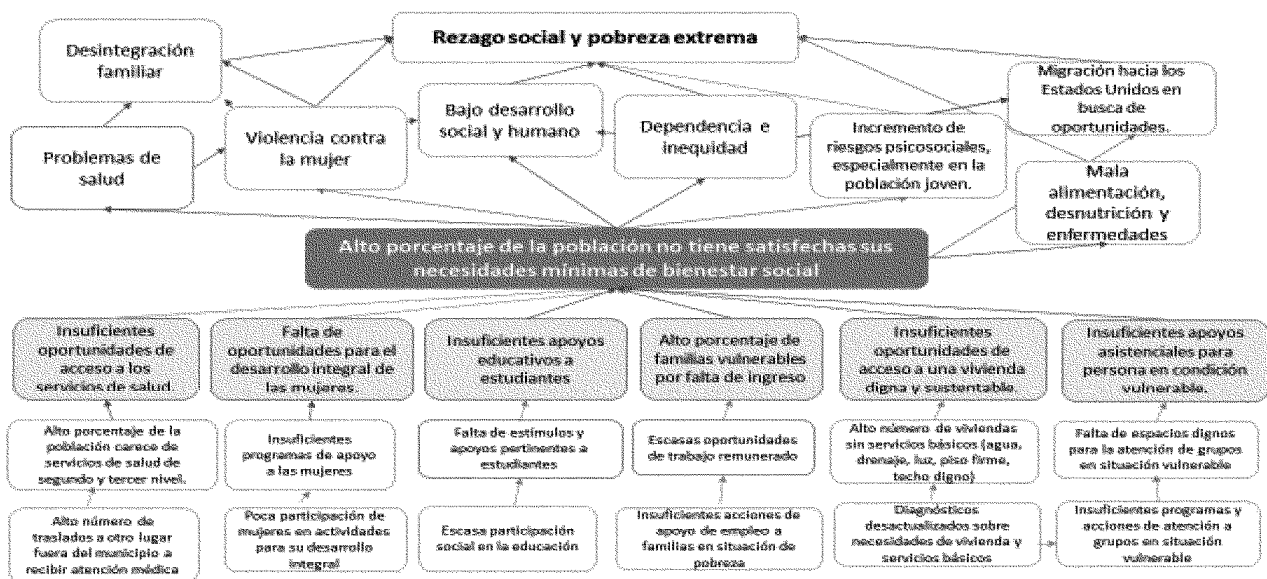 Rezago social y pobreza extrema
Desintegración
familiar
Migración hacia los
Estados Unidos en
busca de
oportunidades.
Bajo desarrollo
social y humano
Dependencia e
inequidad
Violencia contra
la mujer
Incremento de
riesgos psicosociales,
especialmente en la
población joven.
Problemas de
salud
Mala
alimentación,
desnutrición y
enfermedades
Alto porcentaje de la población no tiene satisfechas sus
necesidades mínimas de bienestar social
Insuficientes
oportunidades de
acceso a los
servicios de salud.
Falta de
oportunidades para el
desarrollo integral de
las mujeres.
Insuficientes apoyos
educativos a
estudiantes
Alto porcentaje de
familias vulnerables
por falta de ingreso
Insuficientes
oportunidades de
acceso a una vivienda
digna y sustentable.
Insuficientes apoyos
asistenciales para
persona en condición
vulnerable.
Alto porcentaje de la
población carece de
servicios de salud de
segundo y tercer nivel.
Insuficientes
programas de apoyo
a las mujeres
Falta de estímulos y
apoyos pertinentes a
estudiantes
Escasas oportunidades
de trabajo remunerado
Alto número de viviendas
sin servicios básicos (agua,
drenaje, luz, piso firme,
techo digno)
Falta de espacios dignos
para la atención de grupos
en situación vulnerable
Alto número de
traslados a otro lugar
fuera del municipio a
recibir atención médica
Poca participación de
mujeres en actividades
para su desarrollo
integral
Escasa participación
social en la educación
Insuficientes acciones de
apoyo de empleo a
familias en situación de
pobreza
Diagnósticos
desactualizados sobre
necesidades de vivienda y
servicios básicos
Insuficientes programas y
acciones de atención a
grupos en situación
vulnerable